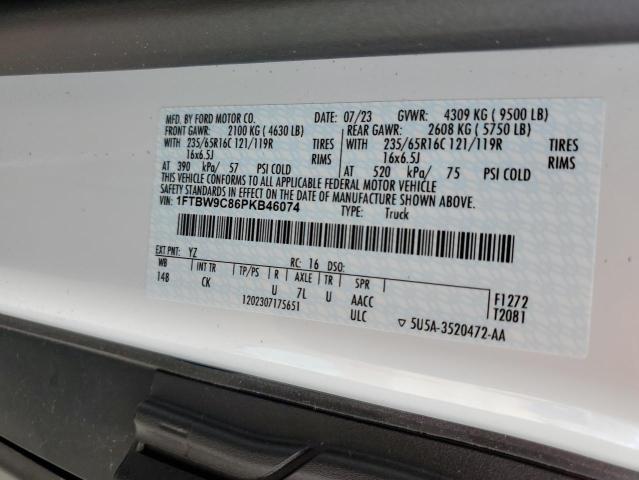 MFD. BY FORD MOTOR CO. DATE: 07/23 GVWR: 4309 KG ( 9500 LB)
FRONT GAWR: 2100 KG ( 4630 LB) REAR GAWR: 2608 KG ( 5750 LB)
WITH 235/65R16C 121/119R TIRES WITH 235/65R16C 121/119R TIRES
16x6.5J RIMS 16x6.5J RIMS
AT 390 kPa/ 57 PSI COLD AT 520 kPa/ 75 PSI COLD
THIS VEHICLE CONFORMS TO ALL APPLICABLE FEDERAL MOTOR VEHICLE
SAFETY STANDARDS IN EFFECT ON THE DATE OF MANUFACTURE SHOWN ABOVE.
VIN: 1FTBW9C86PKB46074 TYPE: Truck
EXT PNT: YZ RC: 16 DSO:
WB INT TR TP/PS R AXLE TR SPR F1272
148 CK U 7L U AACC T2081
1202307175651 ULC ▽ 5U5A-3520472-AA